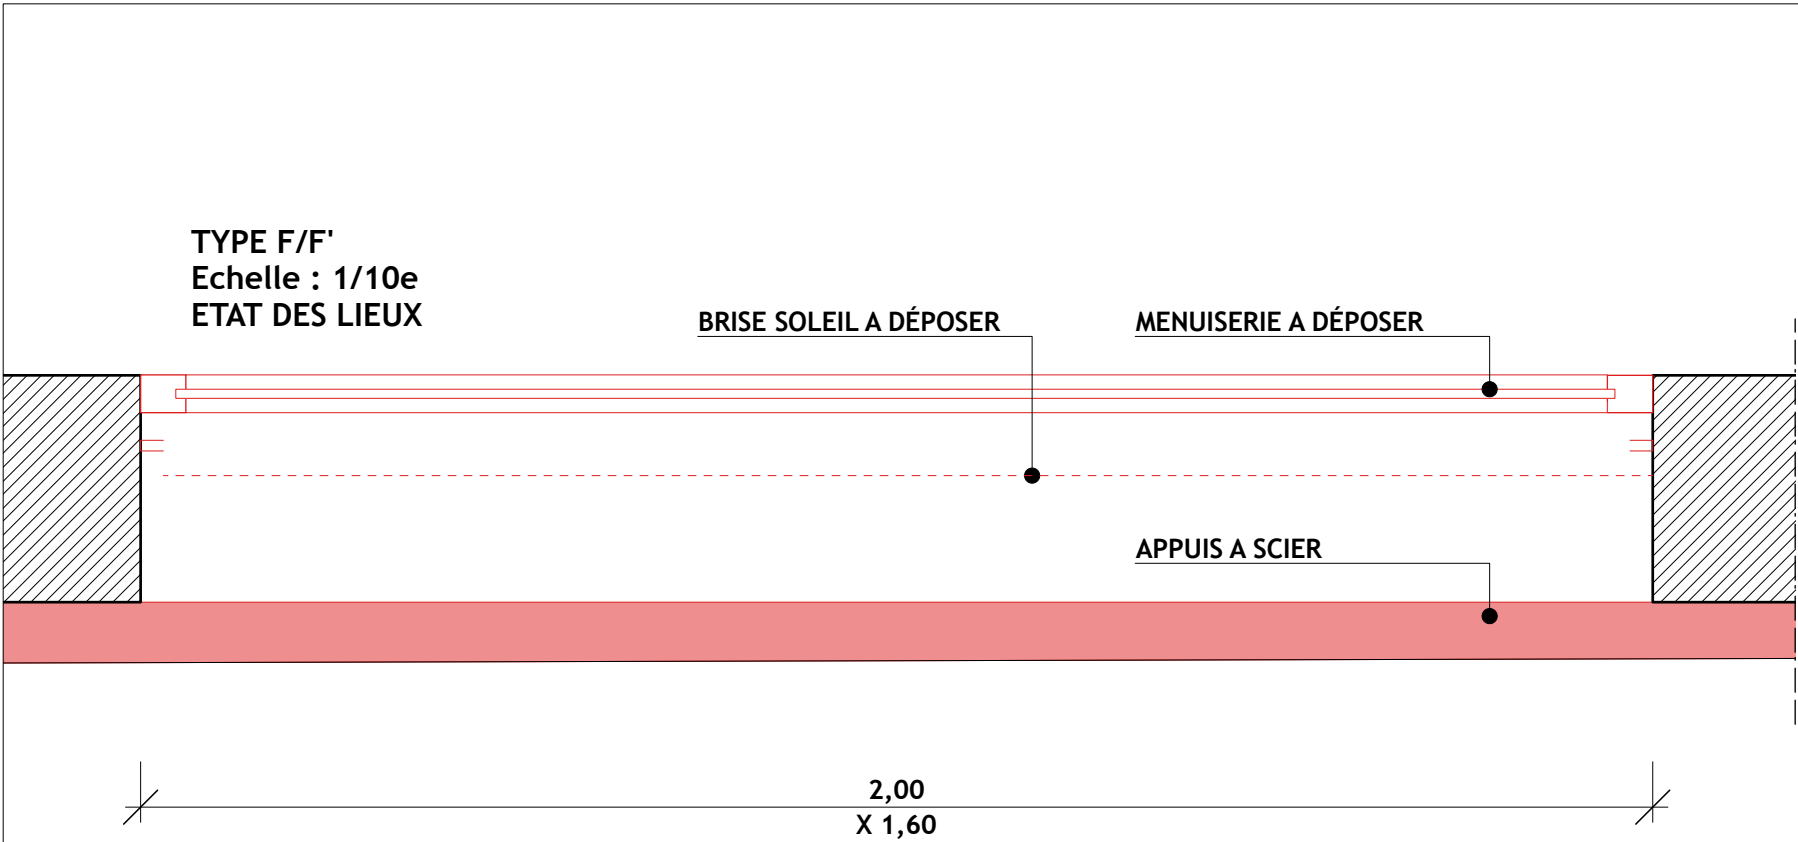 TYPE F/F'
Echelle : 1/10e
ETAT DES LIEUX
BRISE SOLEIL A DÉPOSER
MENUISERIE A DÉPOSER
APPUIS A SCIER
2,00
X 1,60